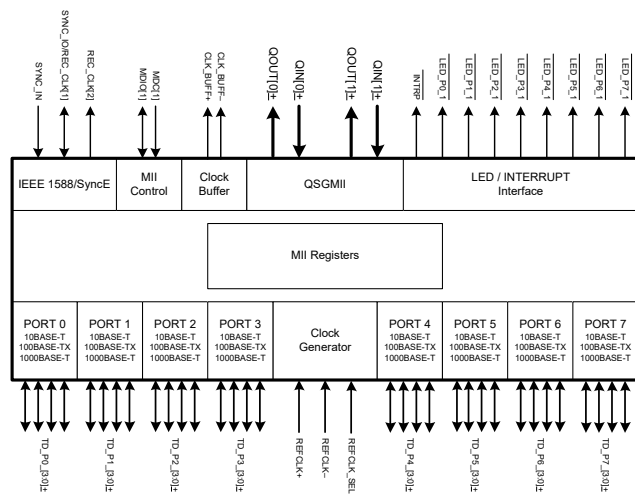 SYNC_IN
SYNC_IO/REC_CLK[1]
REC_CLK[2]
MDIO[1]
MDC[1]
CLK_BUFF+
CLK_BUFF–
QOUT[0]±
QIN[0]±
QOUT[1]±
QIN[1]±
INTRP
LED_P0_1
LED_P1_1
LED_P2_1
LED_P3_1
LED_P4_1
LED_P5_1
LED_P6_1
LED_P7_1
IEEE 1588/SyncE
MII
Control
Clock
Buffer
QSGMII
LED / INTERRUPT
Interface
MII Registers
PORT 0
10BASE-T
100BASE-TX
1000BASE-T
PORT 1
10BASE-T
100BASE-TX
1000BASE-T
PORT 2
10BASE-T
100BASE-TX
1000BASE-T
PORT 3
10BASE-T
100BASE-TX
1000BASE-T
Clock
Generator
PORT 4
10BASE-T
100BASE-TX
1000BASE-T
PORT 5
10BASE-T
100BASE-TX
1000BASE-T
PORT 6
10BASE-T
100BASE-TX
1000BASE-T
PORT 7
10BASE-T
100BASE-TX
1000BASE-T
TD_P0_[3:0]±
TD_P1_[3:0]±
TD_P2_[3:0]±
TD_P3_[3:0]±
REFCLK+
REFCLK–
REFCLK_SEL
TD_P4_[3:0]±
TD_P5_[3:0]±
TD_P6_[3:0]±
TD_P7_[3:0]±